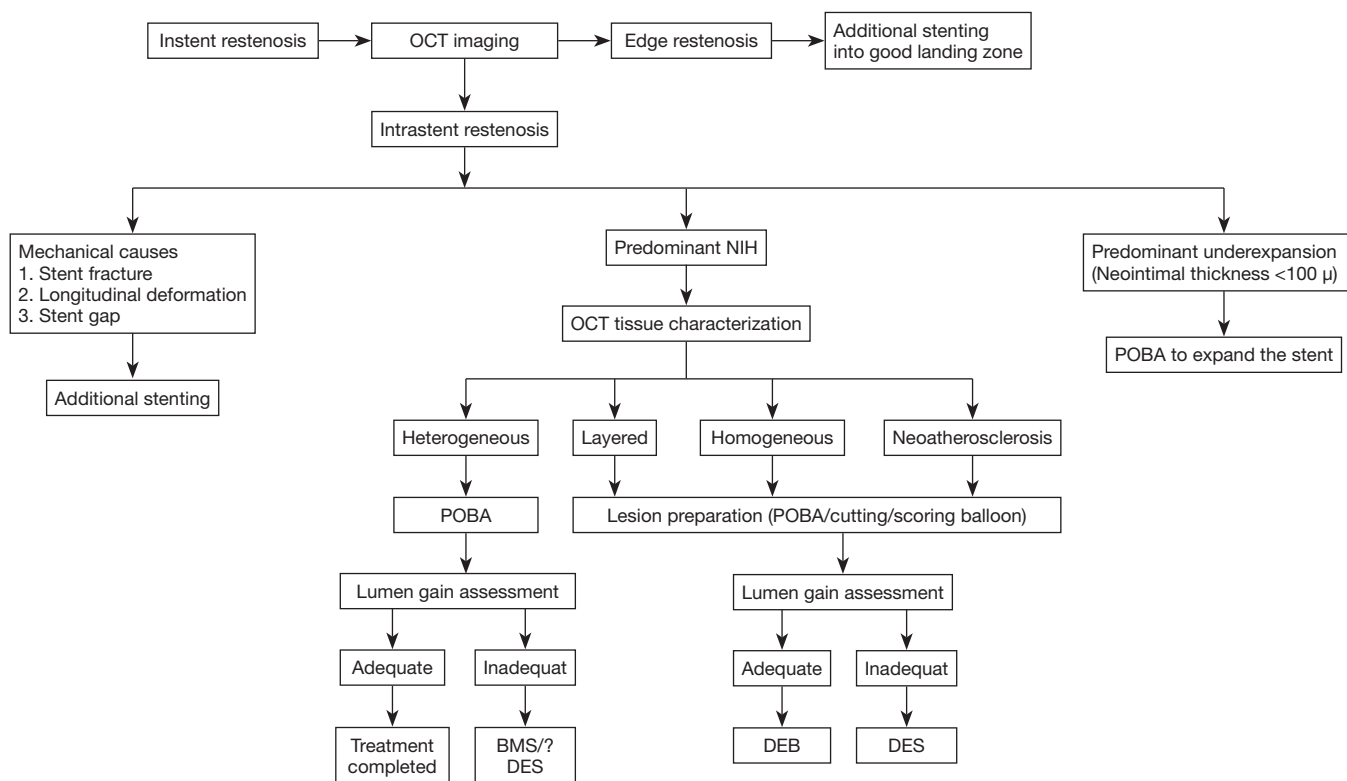 Instent restenosis
OCT imaging
Edge restenosis
Additional stenting
into good landing zone
Intrastent restenosis
Mechanical causes
1. Stent fracture
2. Longitudinal deformation
3. Stent gap
Predominant NIH
Predominant underexpansion
(Neointimal thickness <100 µ)
OCT tissue characterization
POBA to expand the stent
Additional stenting
Heterogeneous
Layered
Homogeneous
Neoatherosclerosis
POBA
Lesion preparation (POBA/cutting/scoring balloon)
Lumen gain assessment
Lumen gain assessment
Adequate
Inadequat
Adequate
Inadequat
Treatment
completed
BMS/?
DES
DEB
DES